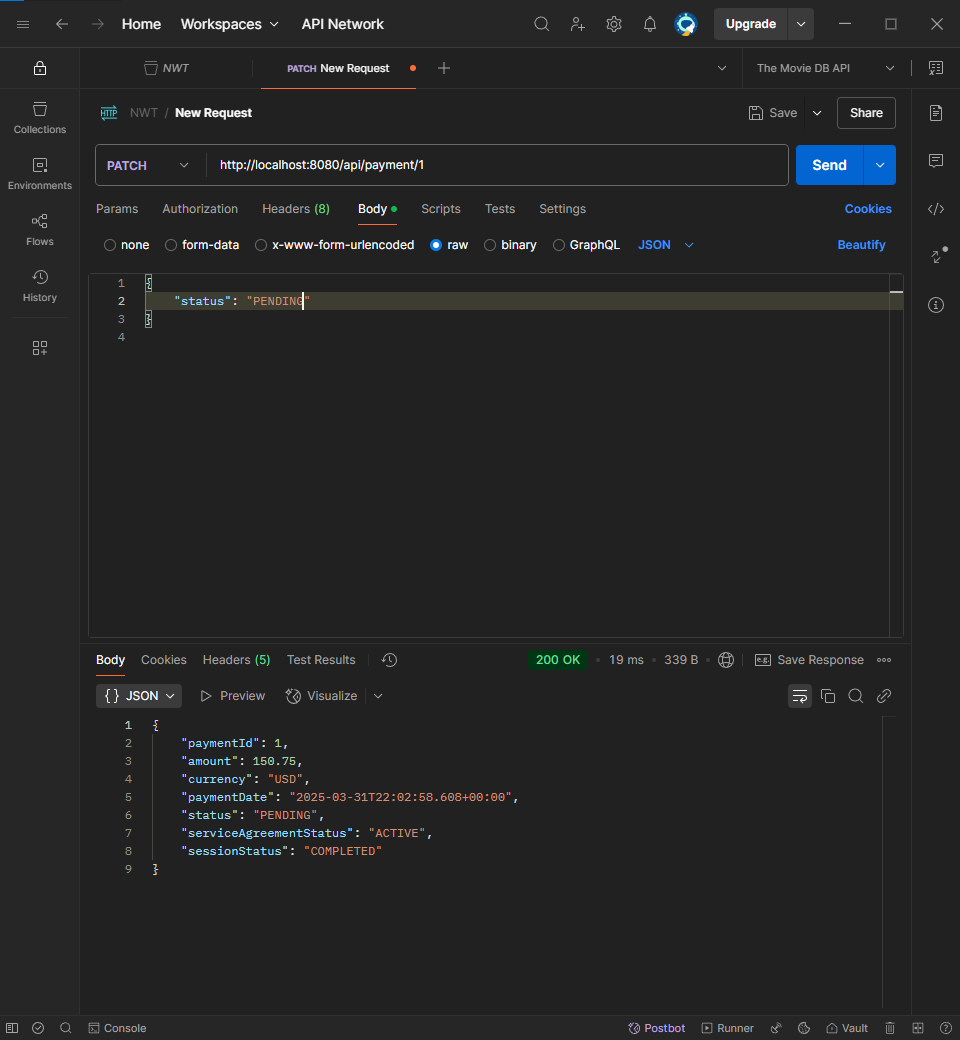 Home Workspaces API Network Upgrade
NWT PATCH New Request The Movie DB API
HTTP NWT / New Request Save Share
Collections
Environments
Flows
History
PATCH http://localhost:8080/api/payment/1 Send
Params Authorization Headers (8) Body Scripts Tests Settings Cookies
none form-data x-www-form-urlencoded raw binary GraphQL JSON Beautify
1 {
2 "status": "PENDING"
3 }
4
Body Cookies Headers (5) Test Results 200 OK 19 ms 339 B e.g. Save Response
{} JSON Preview Visualize
1 {
2 "paymentId": 1,
3 "amount": 150.75,
4 "currency": "USD",
5 "paymentDate": "2025-03-31T22:02:58.608+00:00",
6 "status": "PENDING",
7 "serviceAgreementStatus": "ACTIVE",
8 "sessionStatus": "COMPLETED"
9 }
Console Postbot Runner Vault